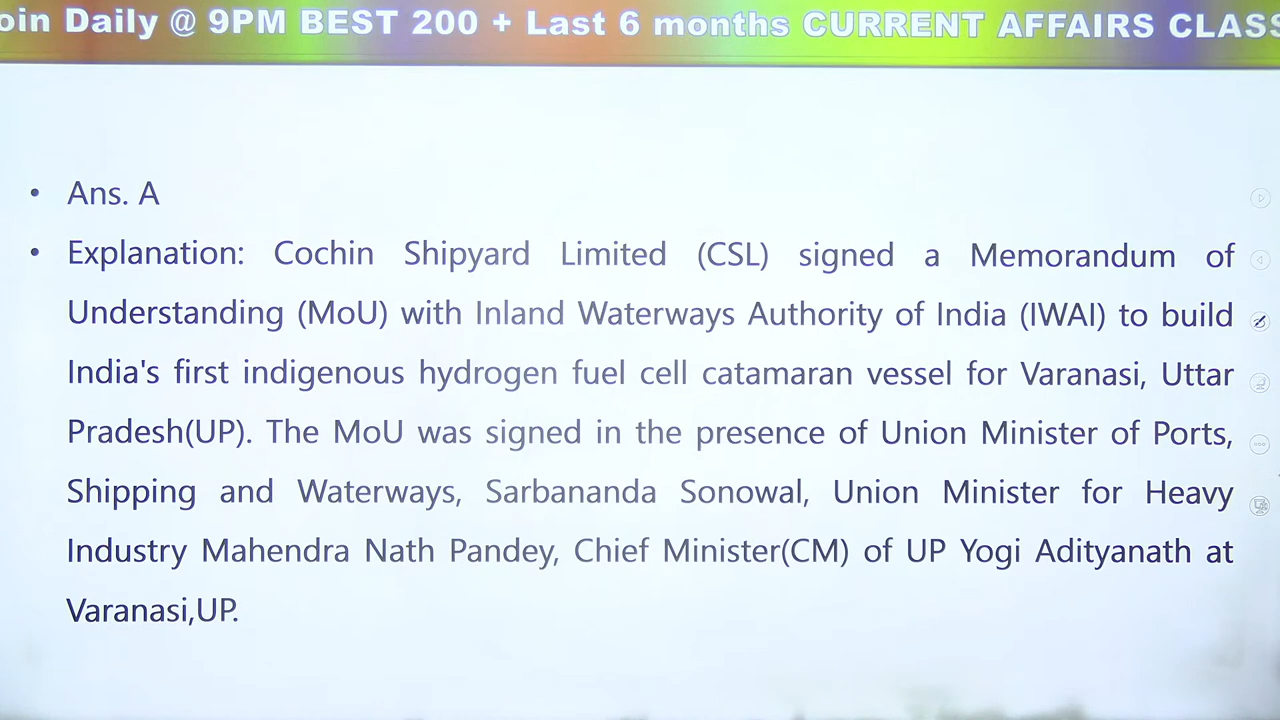 oin Daily @ 9PM BEST 200 + Last 6 months CURRENT AFFAIRS CLASS
• Ans. A
• Explanation: Cochin Shipyard Limited (CSL) signed a Memorandum of
Understanding (MoU) with Inland Waterways Authority of India (IWAI) to build
India's first indigenous hydrogen fuel cell catamaran vessel for Varanasi, Uttar
Pradesh(UP). The MoU was signed in the presence of Union Minister of Ports,
Shipping and Waterways, Sarbananda Sonowal, Union Minister for Heavy
Industry Mahendra Nath Pandey, Chief Minister(CM) of UP Yogi Adityanath at
Varanasi,UP.